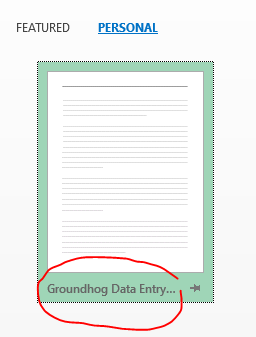 FEATURED PERSONAL
Groundhog Data Entry...